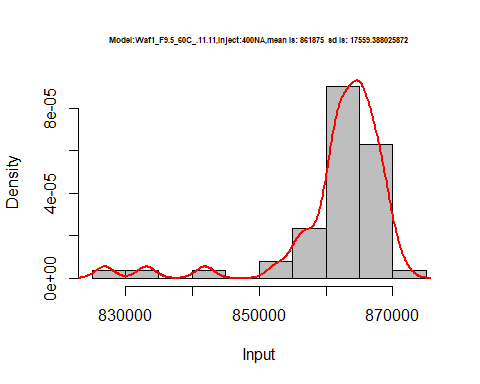 Model:Waf1_F9.5_60C_.11.11,Inject:400NA,mean is: 861875 sd is: 17559.388025872
Density
8e-05
4e-05
0e+00
830000
850000
870000
Input